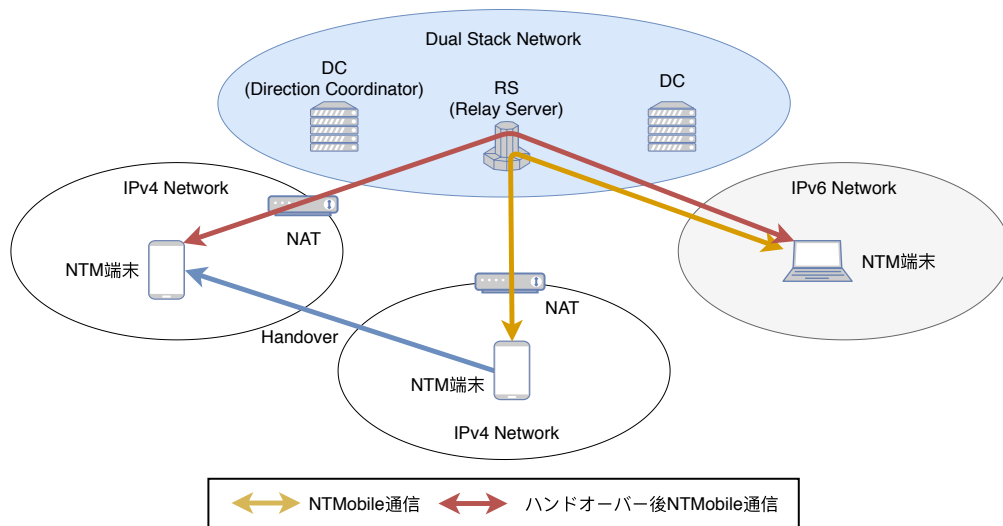 Dual Stack Network
DC
(Direction Coordinator)
RS
(Relay Server)
DC
IPv4 Network
NAT
NTM端末
IPv6 Network
NTM端末
Handover
NAT
NTM端末
IPv4 Network
NTMobile通信
ハンドオーバー後NTMobile通信